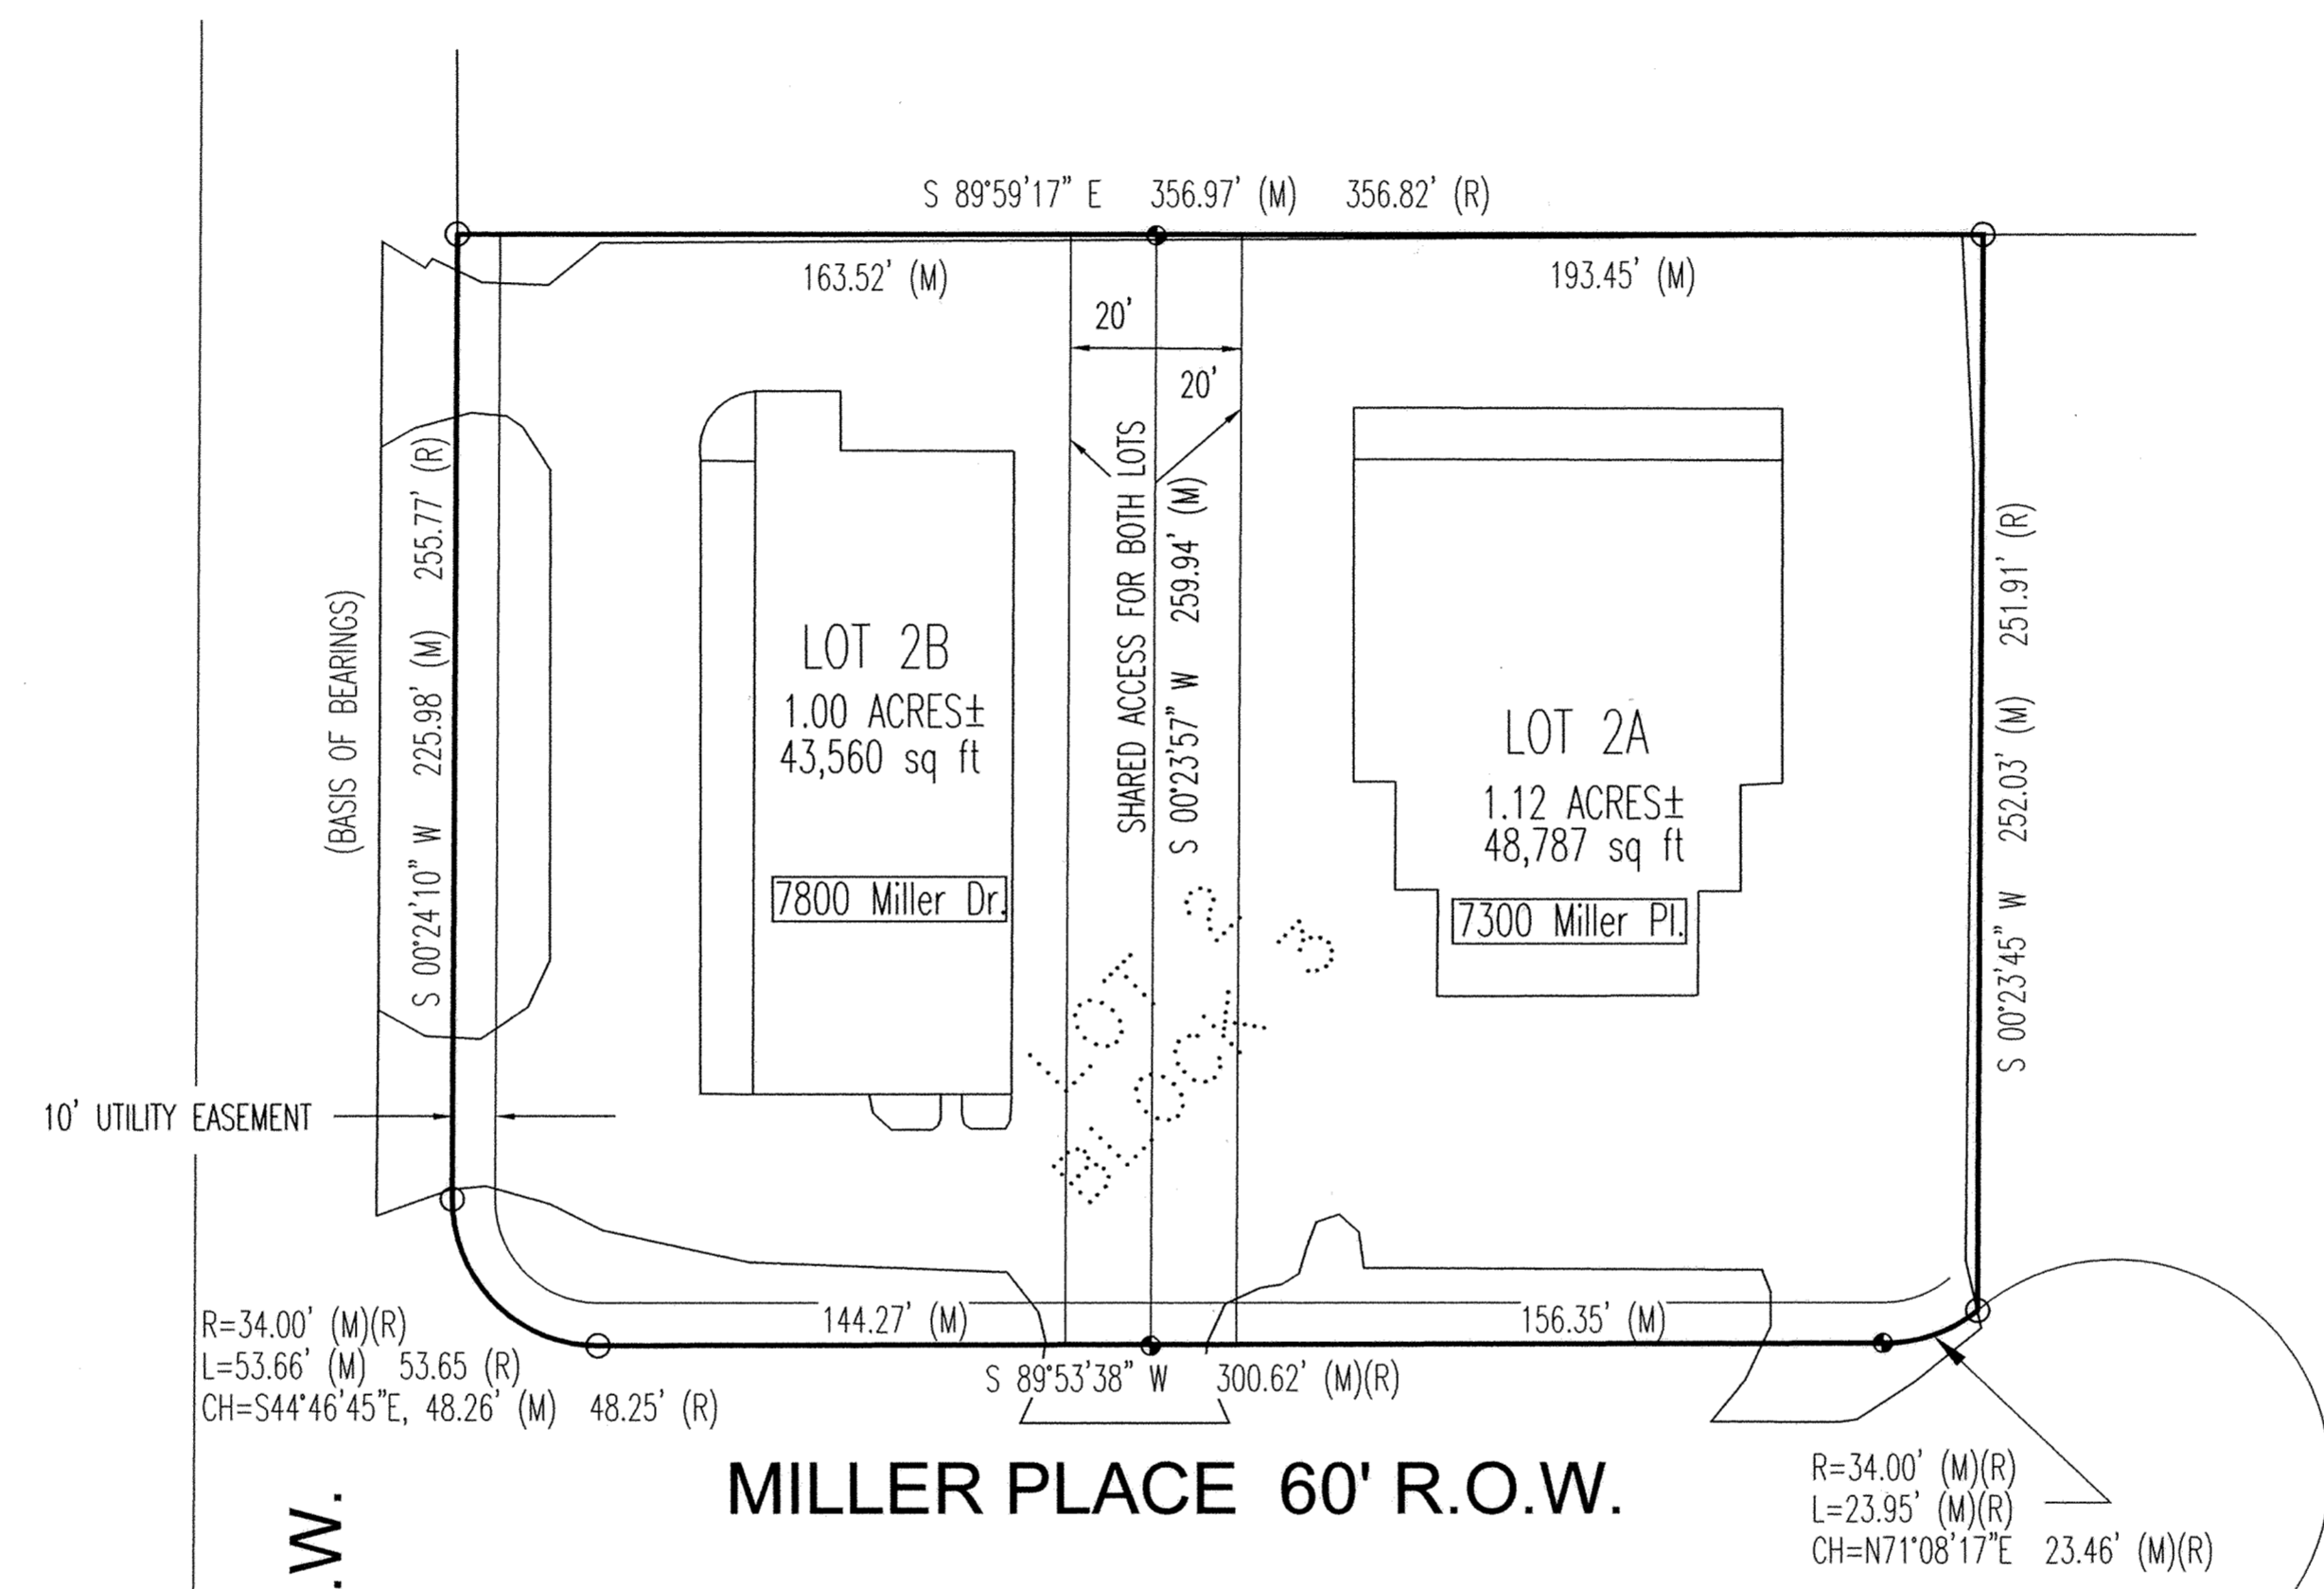 S 89°59'17" E 356.97' (M) 356.82' (R)
163.52' (M)
193.45' (M)
20'
20'
SHARED ACCESS FOR BOTH LOTS
S 00°23'57" W 259.94' (M)
(BASIS OF BEARINGS)
S 00°24'10" W 225.98' (M) 255.77' (R)
LOT 2B
1.00 ACRES±
43,560 sq ft
7800 Miller Dr.
LOT 2A
1.12 ACRES±
48,787 sq ft
7300 Miller Pl.
S 00°23'45" W 252.03' (M) 251.91' (R)
LOT 2
BLOCK 3
10' UTILITY EASEMENT
144.27' (M)
156.35' (M)
R=34.00' (M)(R)
L=53.66' (M) 53.65 (R)
CH=S44°46'45"E, 48.26' (M) 48.25' (R)
S 89°53'38" W 300.62' (M)(R)
MILLER PLACE 60' R.O.W.
R=34.00' (M)(R)
L=23.95' (M)(R)
CH=N71°08'17"E 23.46' (M)(R)
.W.